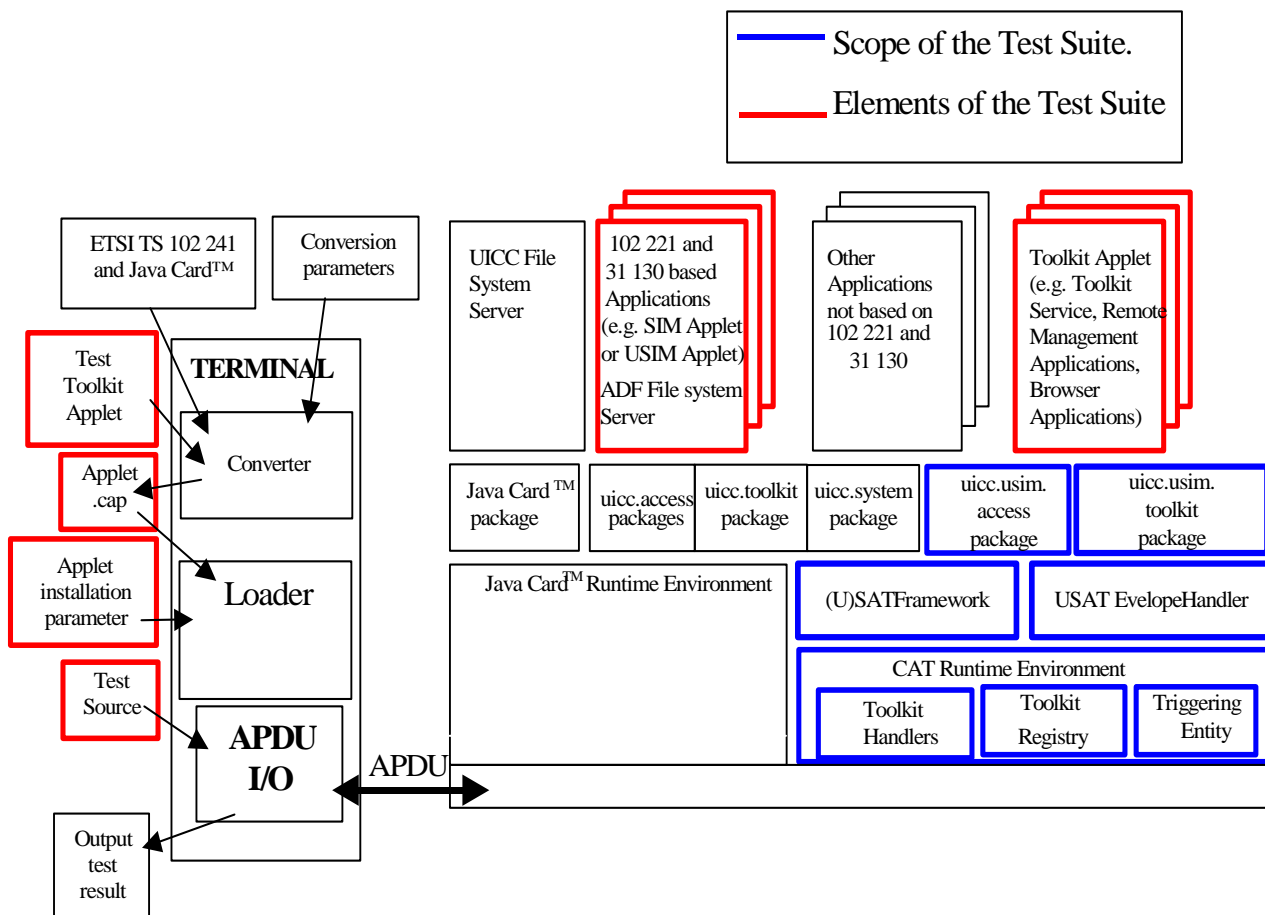 Scope of the Test Suite.
Elements of the Test Suite
ETSI TS 102 241
and Java Card™
Conversion
parameters
UICC File
System
Server
102 221 and
31 130 based
Applications
(e.g. SIM Applet
or USIM Applet)
ADF File system
Server
Other
Applications
not based on
102 221 and
31 130
Toolkit Applet
(e.g. Toolkit
Service, Remote
Management
Applications,
Browser
Applications)
Test
Toolkit
Applet
TERMINAL
Converter
Applet
.cap
Java Card ™
package
uicc.access
packages
uicc.toolkit
package
uicc.system
package
uicc.usim.
access
package
uicc.usim.
toolkit
package
Applet
installation
parameter
Loader
Java Card™ Runtime Environment
(U)SATFramework
USAT EvelopeHandler
CAT Runtime Environment
Toolkit
Handlers
Toolkit
Registry
Triggering
Entity
Test
Source
APDU
I/O
APDU
Output
test
result